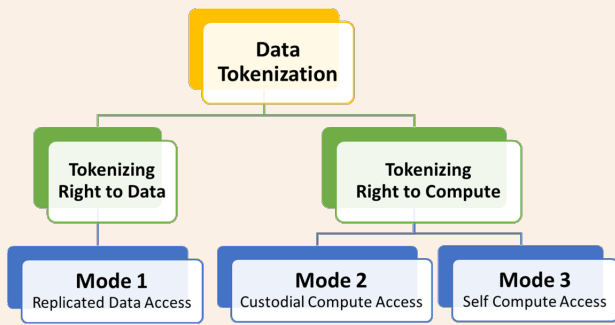 Data
Tokenization
Tokenizing
Right to Data
Tokenizing
Right to Compute
Mode 1
Replicated Data Access
Mode 2
Custodial Compute Access
Mode 3
Self Compute Access